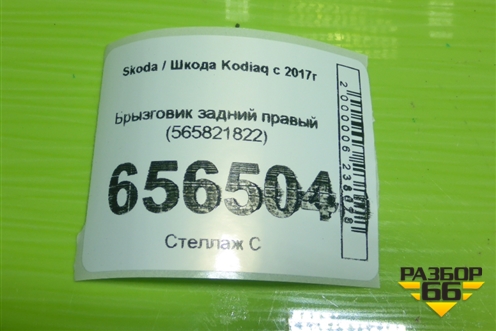 Skoda / Шкода Kodiaq с 2017г
Брызговик задний правый
(565821822)
656504
Стеллаж С
РАЗБОР
66